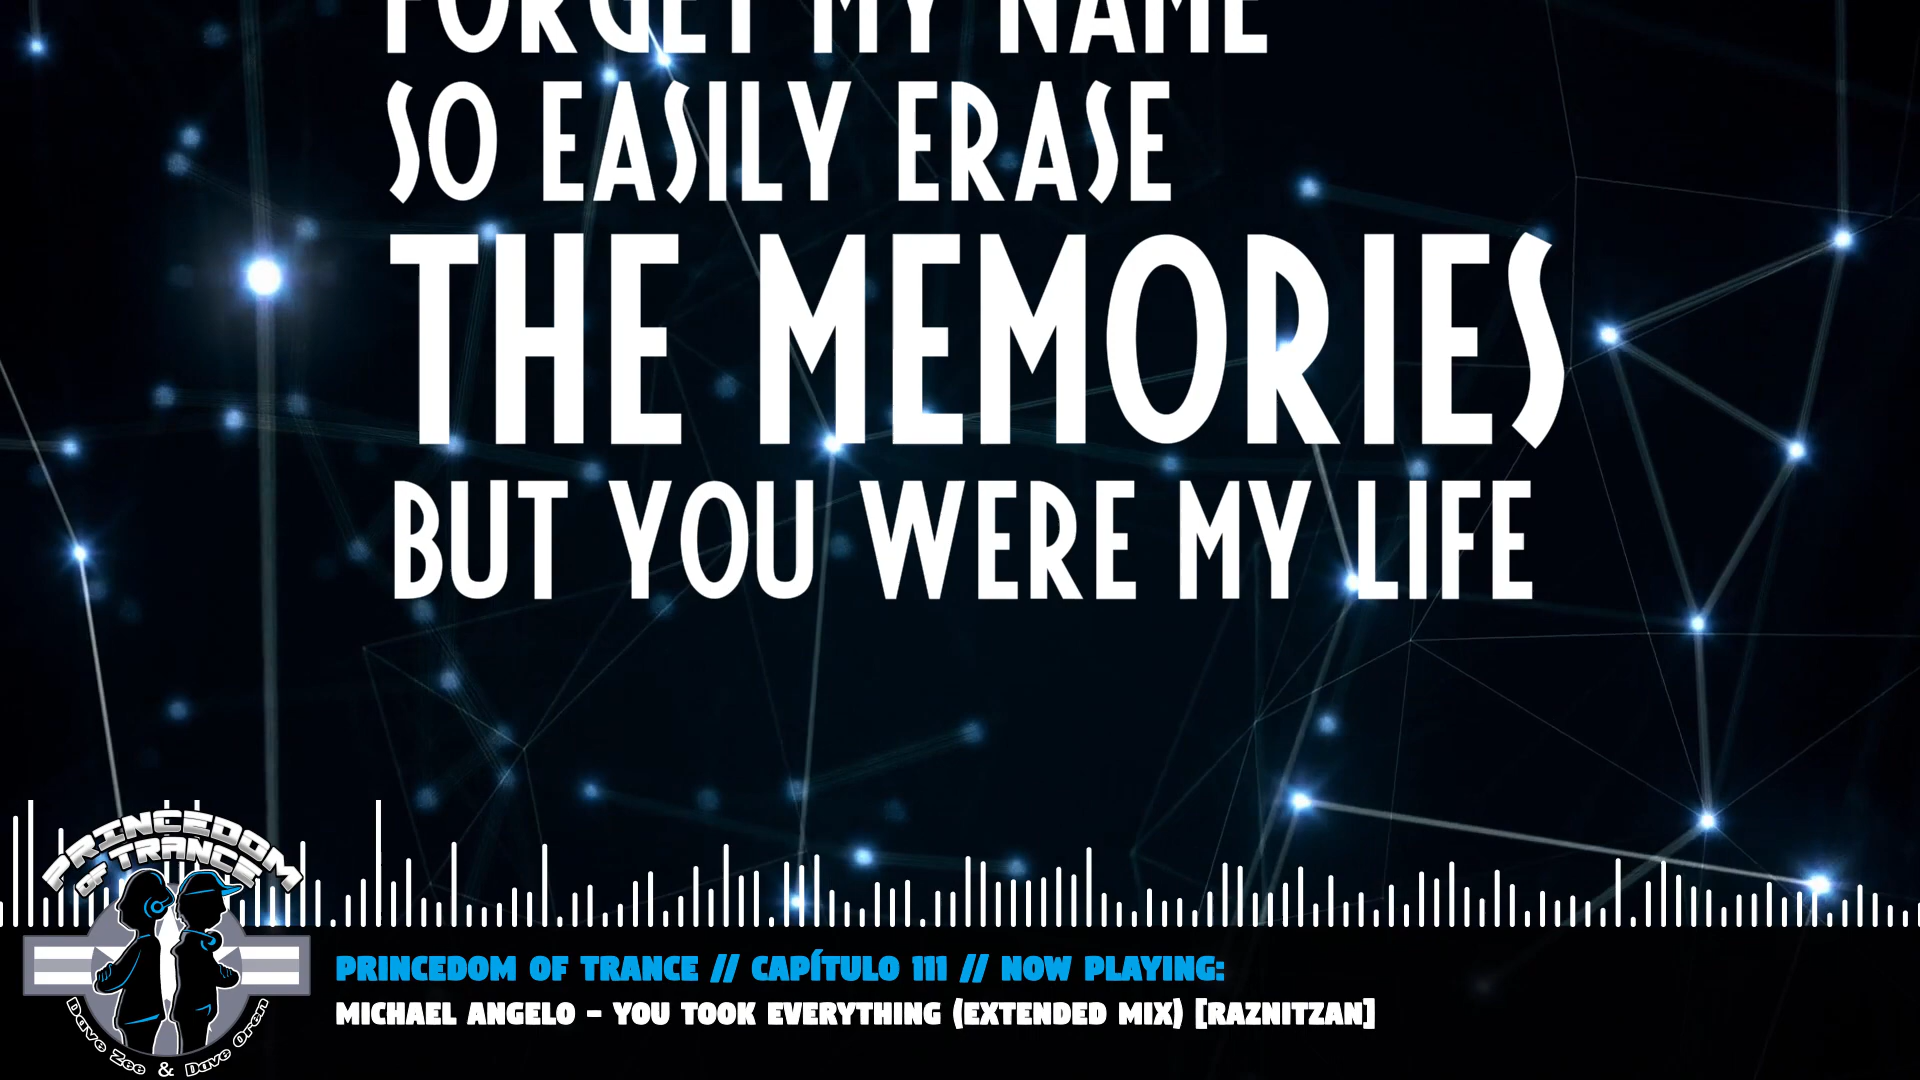 FORGET MY NAME
SO EASILY ERASE
THE MEMORIES
BUT YOU WERE MY LIFE
PRINCEDOM
OF TRANCE
Dave Zee & Dave Oren
PRINCEDOM OF TRANCE // CAPÍTULO 111 // NOW PLAYING:
MICHAEL ANGELO - YOU TOOK EVERYTHING (EXTENDED MIX) [RAZNITZAN]